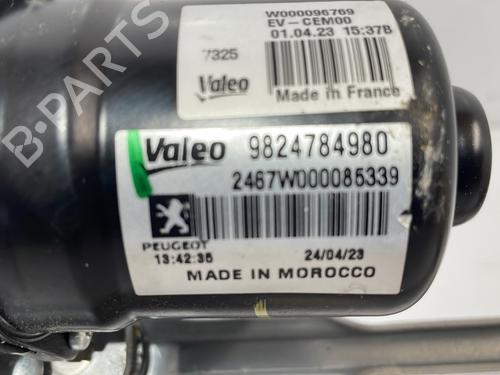 W000096769
EV-CEM00
7325 01.04.23 15:37B
Valeo Made in France
Valeo 9824784980
2467W000085339
PEUGEOT
13:42:35 24/04/23
MADE IN MOROCCO
B-PARTS